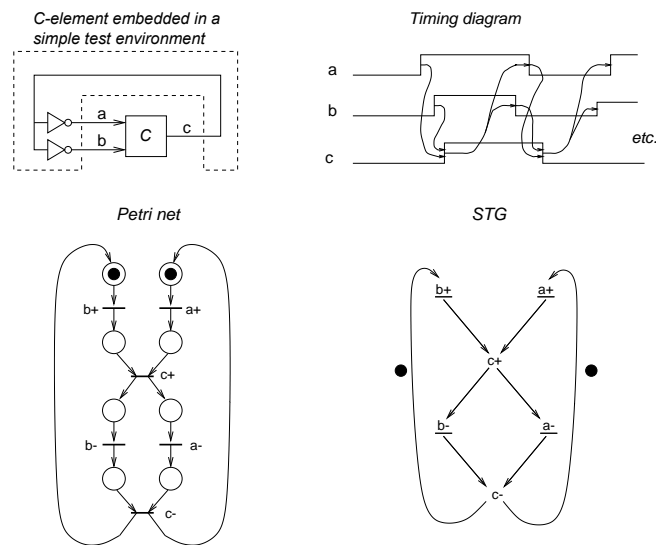 C-element embedded in a
simple test environment
a
b
C
c
Timing diagram
a
b
c
etc.
Petri net
b+
a+
c+
b-
a-
c-
STG
b+
a+
c+
b-
a-
c-